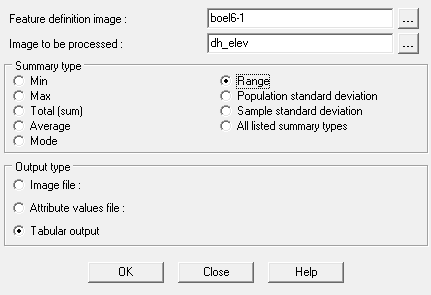 Feature definition image : boel6-1 ...
Image to be processed : dh_elev ...
Summary type
Min
Max
Total (sum)
Average
Mode
Range
Population standard deviation
Sample standard deviation
All listed summary types
Output type
Image file :
Attribute values file :
Tabular output
OK Close Help